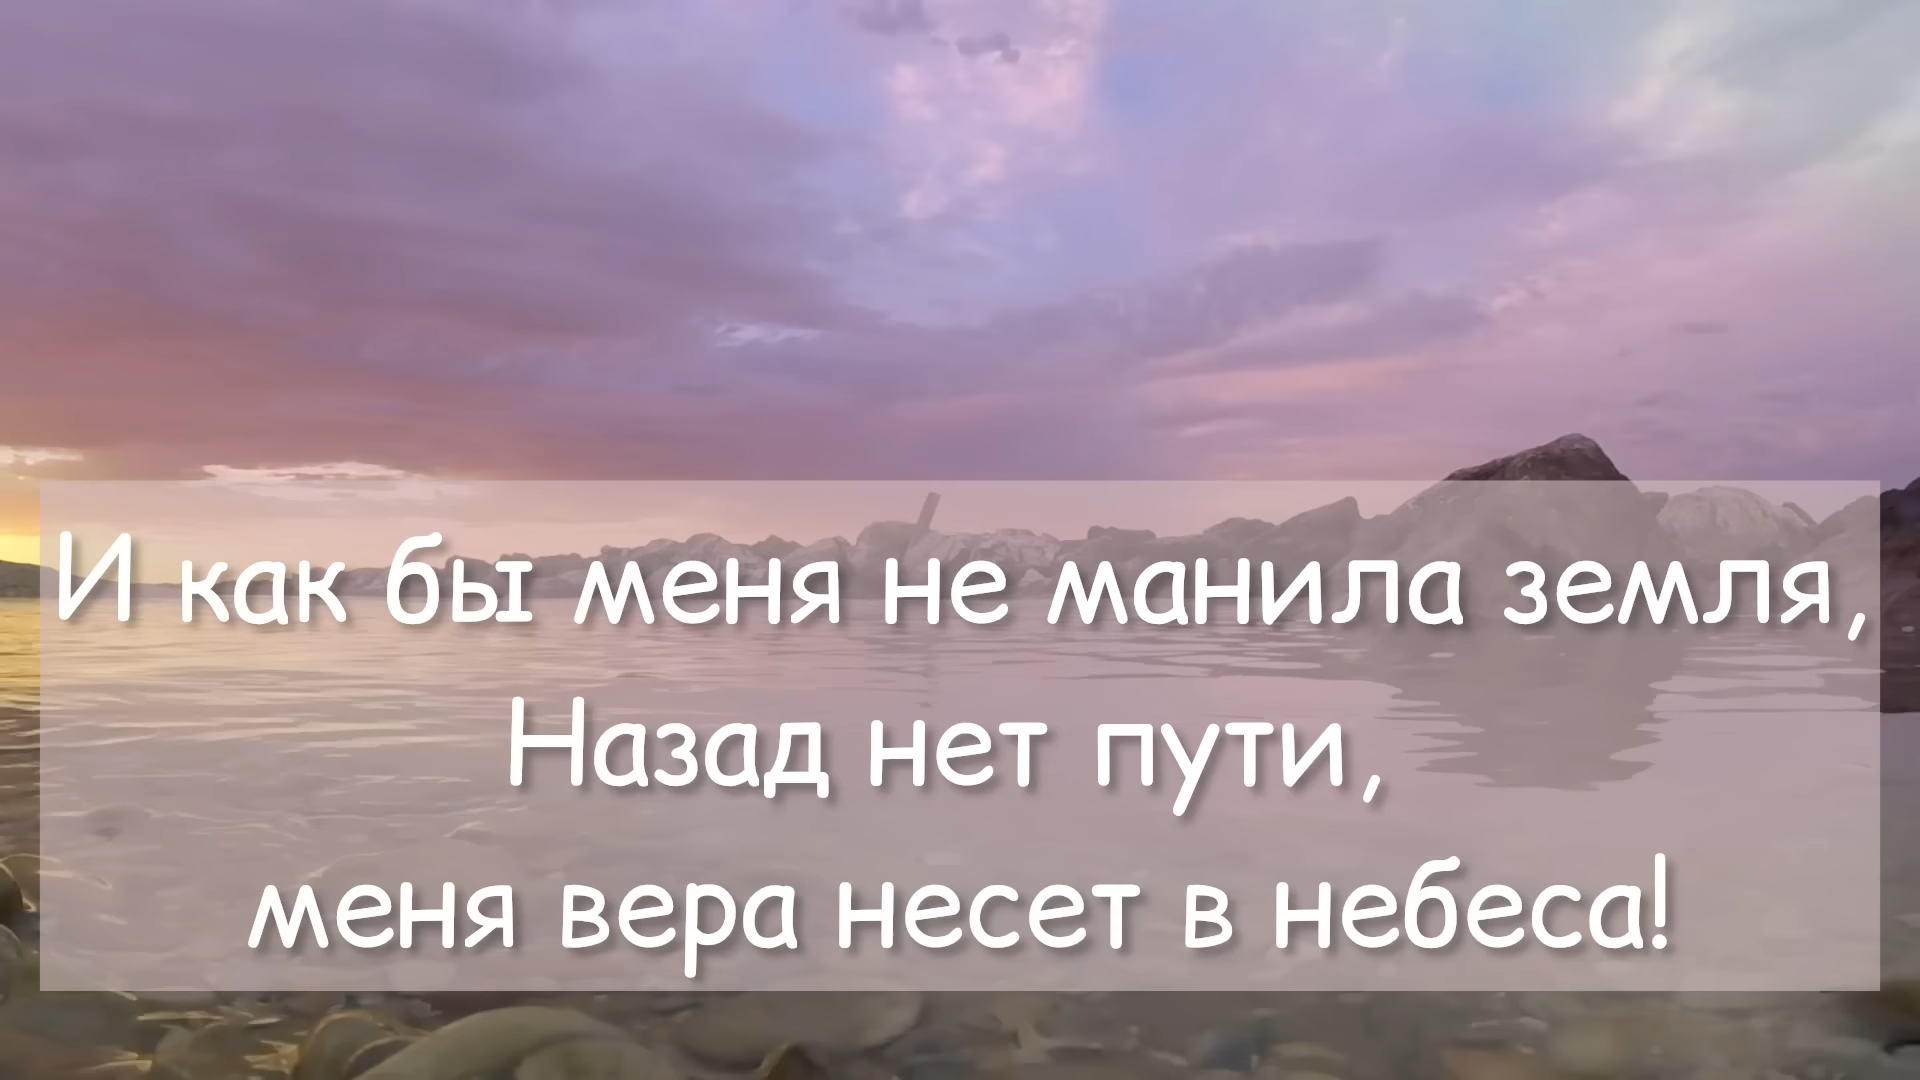 И как бы меня не манила земля,
Назад нет пути,
меня вера несет в небеса!